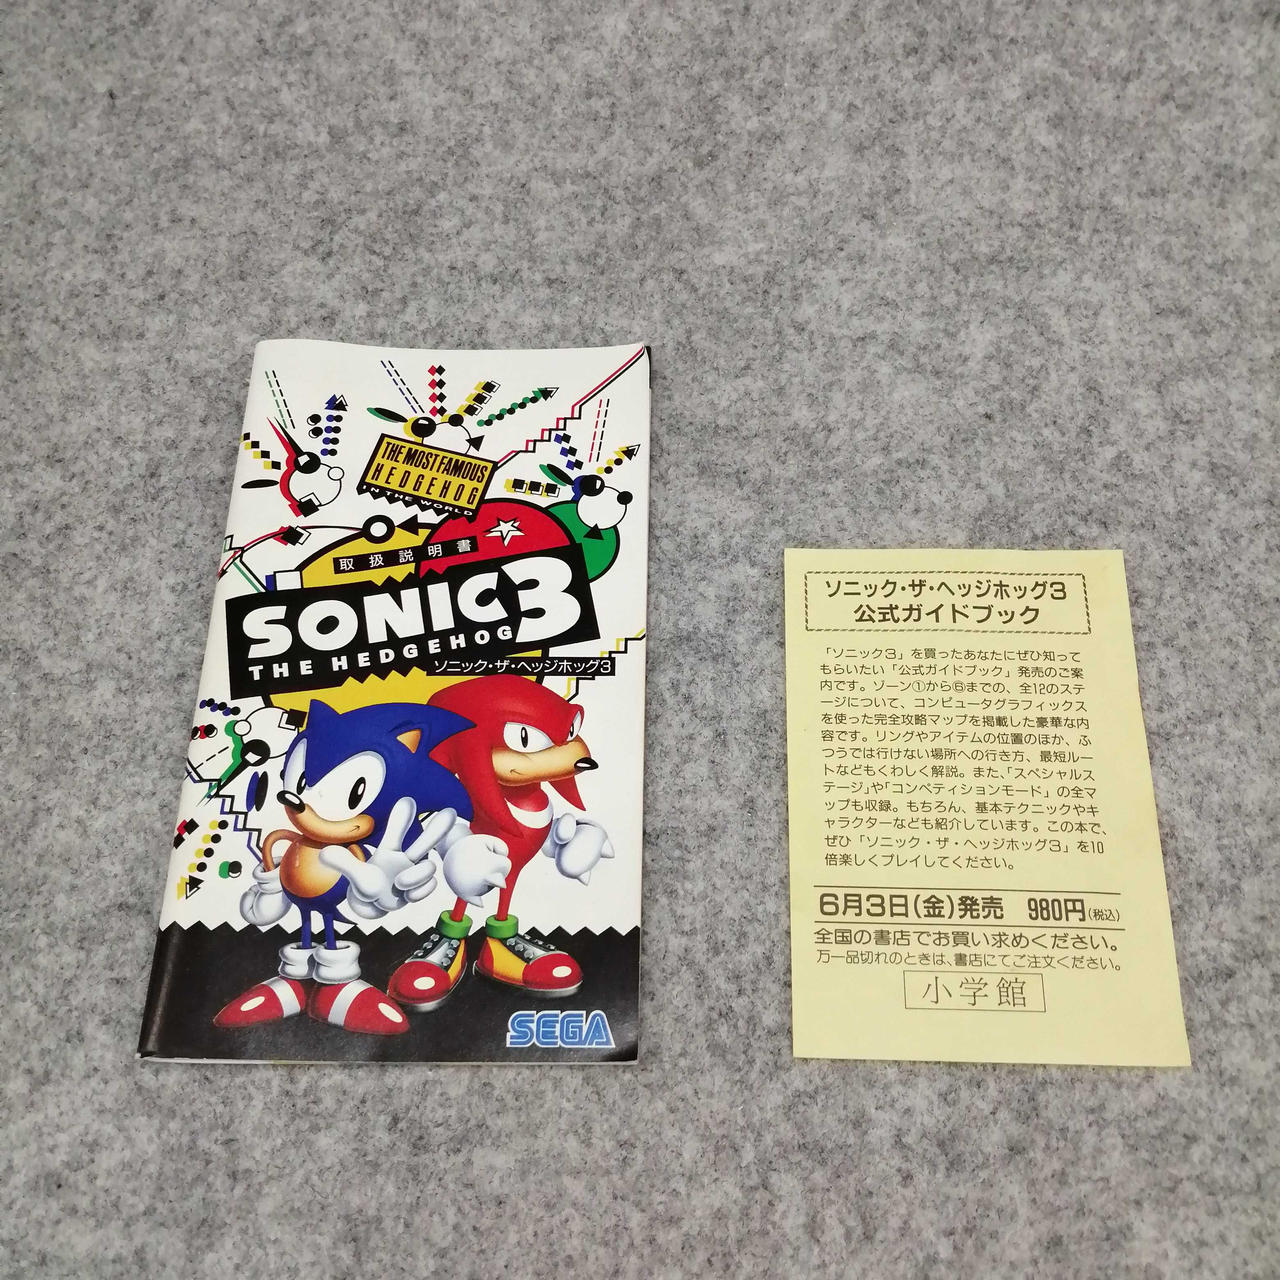 THE MOST FAMOUS
HEDGEHOG
IN THE WORLD
取扱説明書
SONIC 3
THE HEDGEHOG
ソニック・ザ・ヘッジホッグ3
SEGA
ソニック・ザ・ヘッジホッグ3
公式ガイドブック
「ソニック3」を買ったあなたにぜひ知って
もらいたい「公式ガイドブック」発売のご案
内です。ゾーン①から⑥までの、全12のステ
ージについて、コンピュータグラフィックス
を使った完全攻略マップを掲載した豪華な内
容です。リングやアイテムの位置のほか、ふ
つうでは行けない場所への行き方、最短ルー
トなどもくわしく解説。また、「スペシャルス
テージ」や「コンペティションモード」の全マ
ップも収録。もちろん、基本テクニックやキ
ャラクターなども紹介しています。この本で、
ぜひ「ソニック・ザ・ヘッジホッグ3」を10
倍楽しくプレイしてください。
6月3日(金)発売 980円(税込)
全国の書店でお買い求めください。
万一品切れのときは、書店にてご注文ください。
小学館